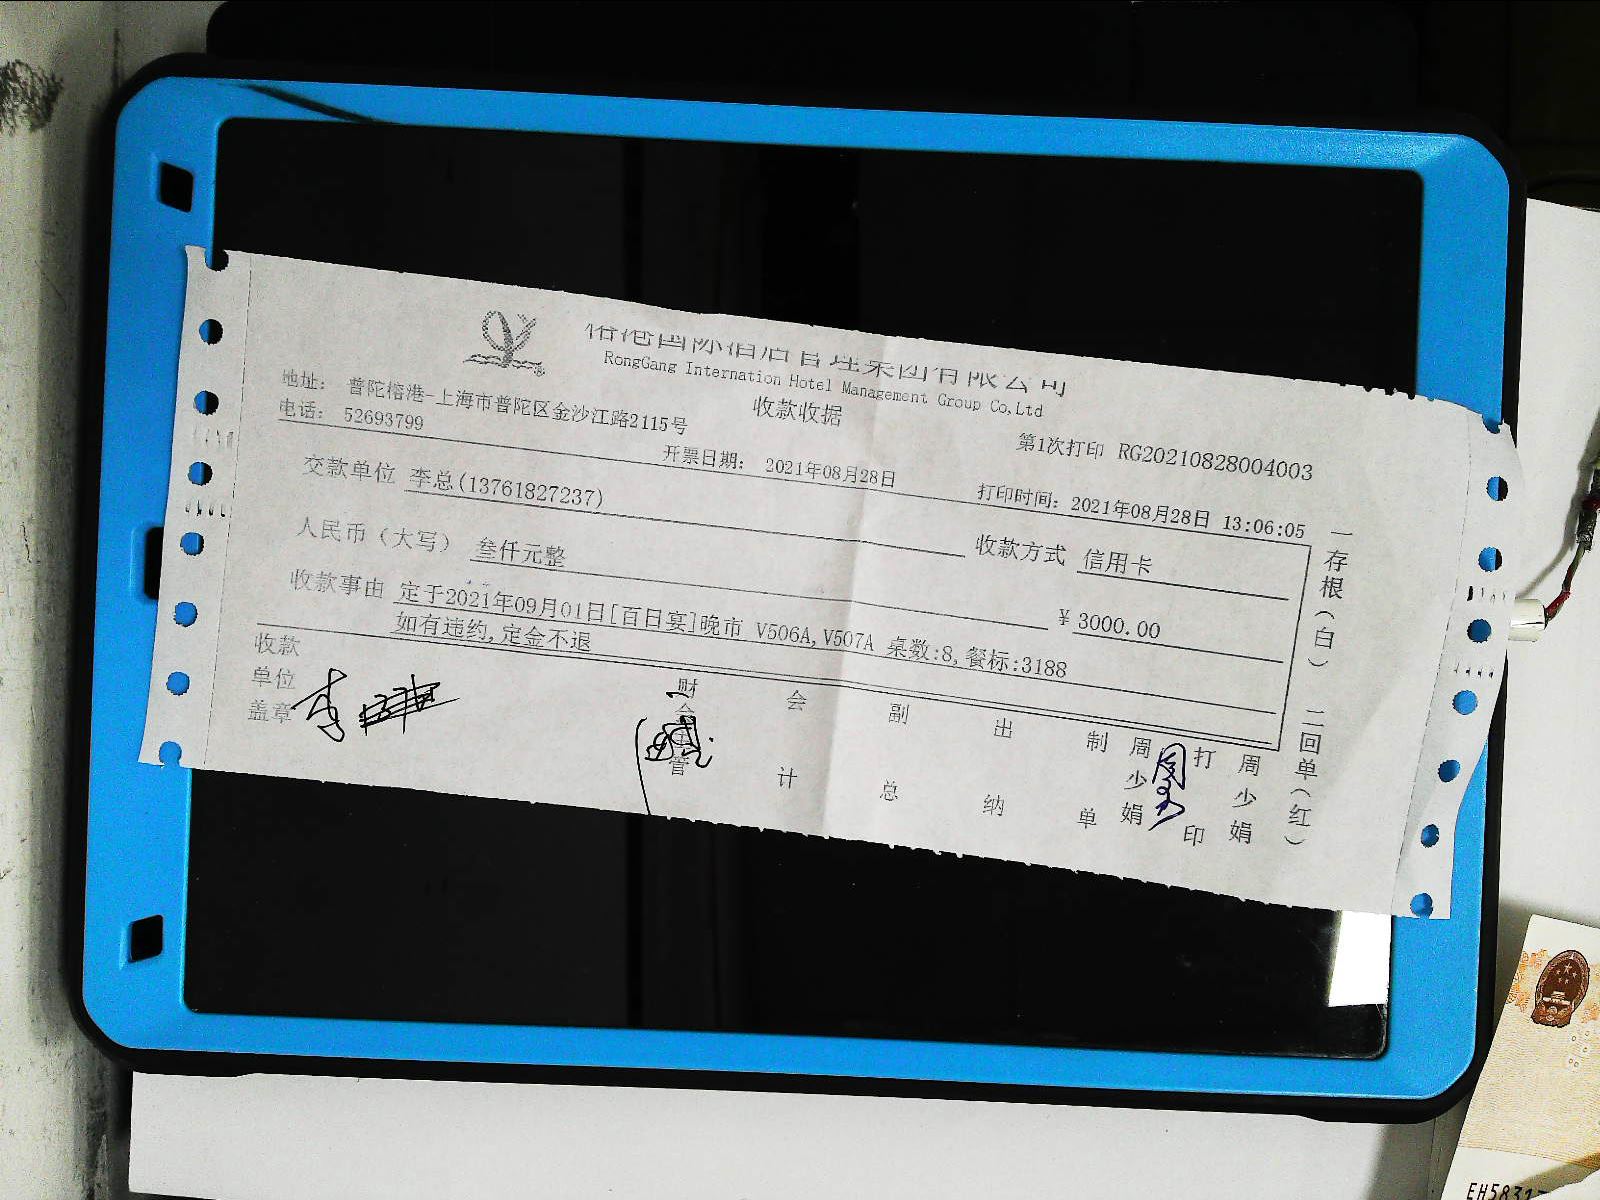 榕港国际酒店管理集团有限公司
RongGang Internation Hotel Management Group Co,Ltd
地址: 普陀榕港-上海市普陀区金沙江路2115号
收款收据
电话: 52693799
第1次打印 RG20210828004003
开票日期: 2021年08月28日
打印时间: 2021年08月28日 13:06:05
交款单位 李总(13761827237)
收款方式 信用卡
人民币(大写) 叁仟元整
¥3000.00
收款事由 定于2021年09月01日[百日宴]晚市 V506A,V507A 桌数:8,餐标:3188
如有违约,定金不退
收款单位盖章
财会主管
会计
副总
出纳
制单
周少娟
打印
周少娟
一存根(白) 二回单(红)